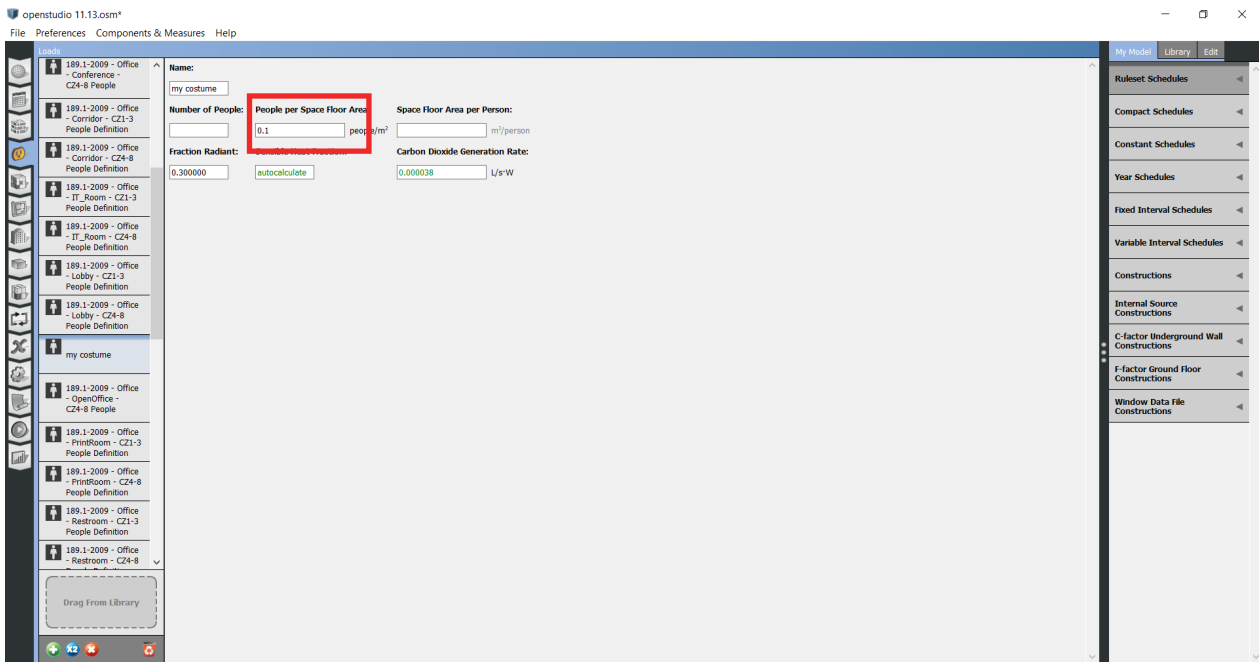 openstudio 11.13.osm*
File Preferences Components & Measures Help
Loads
My Model Library Edit
189.1-2009 - Office
- Conference -
CZ4-8 People
189.1-2009 - Office
- Corridor - CZ1-3
People Definition
189.1-2009 - Office
- Corridor - CZ4-8
People Definition
189.1-2009 - Office
- IT_Room - CZ1-3
People Definition
189.1-2009 - Office
- IT_Room - CZ4-8
People Definition
189.1-2009 - Office
- Lobby - CZ1-3
People Definition
189.1-2009 - Office
- Lobby - CZ4-8
People Definition
my costume
189.1-2009 - Office
- OpenOffice -
CZ4-8 People
189.1-2009 - Office
- PrintRoom - CZ1-3
People Definition
189.1-2009 - Office
- PrintRoom - CZ4-8
People Definition
189.1-2009 - Office
- Restroom - CZ1-3
People Definition
189.1-2009 - Office
- Restroom - CZ4-8
Drag From Library
x2
Name:
my costume
Number of People: People per Space Floor Area Space Floor Area per Person:
0.1 people/m² m²/person
Fraction Radiant: Carbon Dioxide Generation Rate:
0.300000 autocalculate 0.000038 L/s·W
Ruleset Schedules
Compact Schedules
Constant Schedules
Year Schedules
Fixed Interval Schedules
Variable Interval Schedules
Constructions
Internal Source
Constructions
C-factor Underground Wall
Constructions
F-factor Ground Floor
Constructions
Window Data File
Constructions